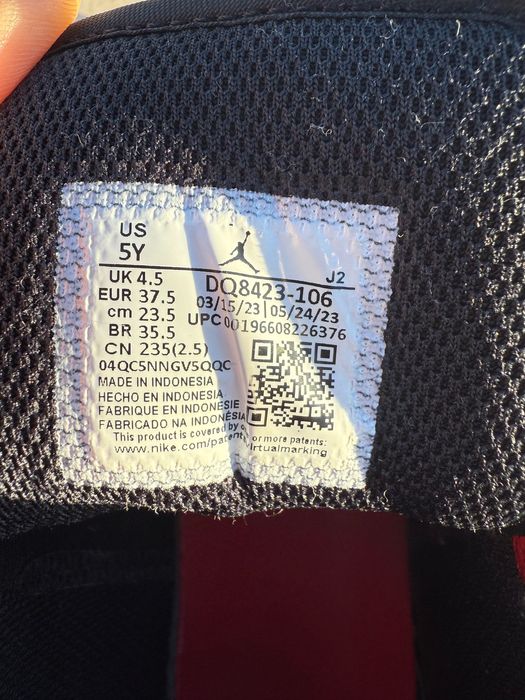 US
5Y
J2
UK 4.5
DQ8423-106
EUR 37.5
03/15/23 | 05/24/23
cm 23.5
UPC 00196608226376
BR 35.5
CN 235(2.5)
04QC5NNGV5QQC
MADE IN INDONESIA
HECHO EN INDONESIA
FABRIQUE EN INDONESIE
FABRICADO NA INDONÉSIA
This product is covered by or more patents:
www.nike.com/patent virtualmarking